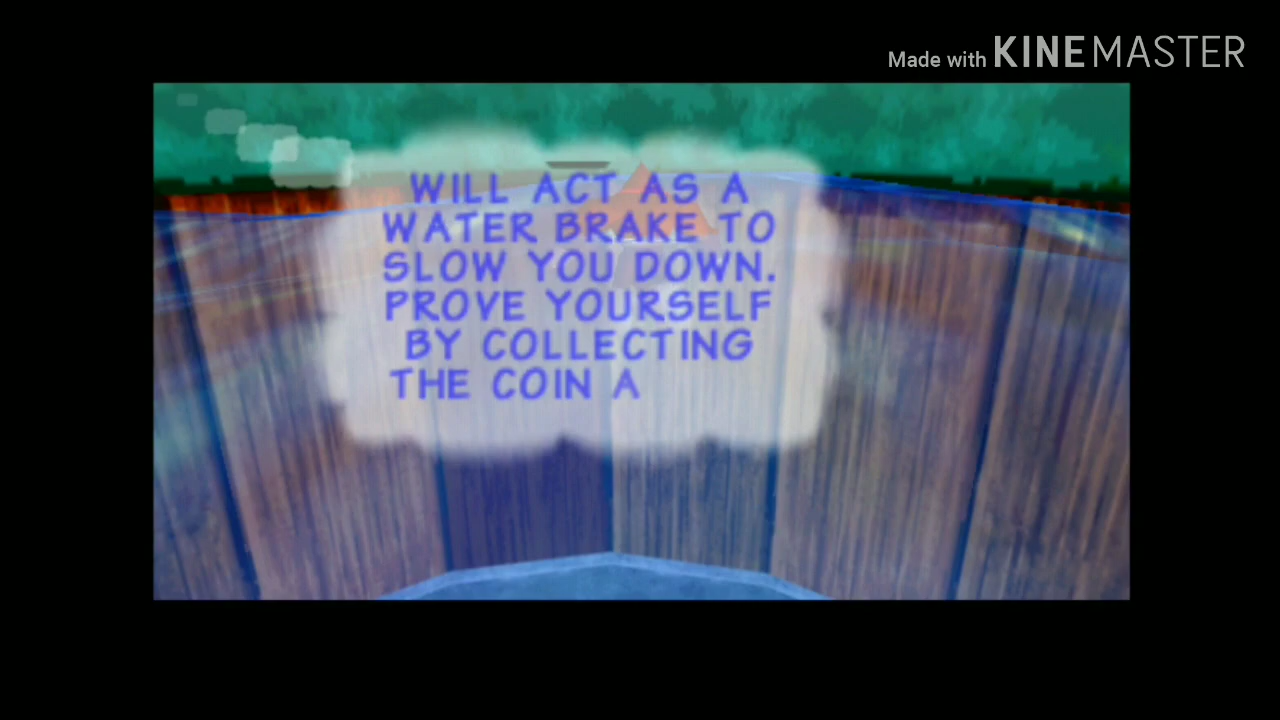 Made with KINEMASTER
WILL ACT AS A
WATER BRAKE TO
SLOW YOU DOWN.
PROVE YOURSELF
BY COLLECTING
THE COIN A